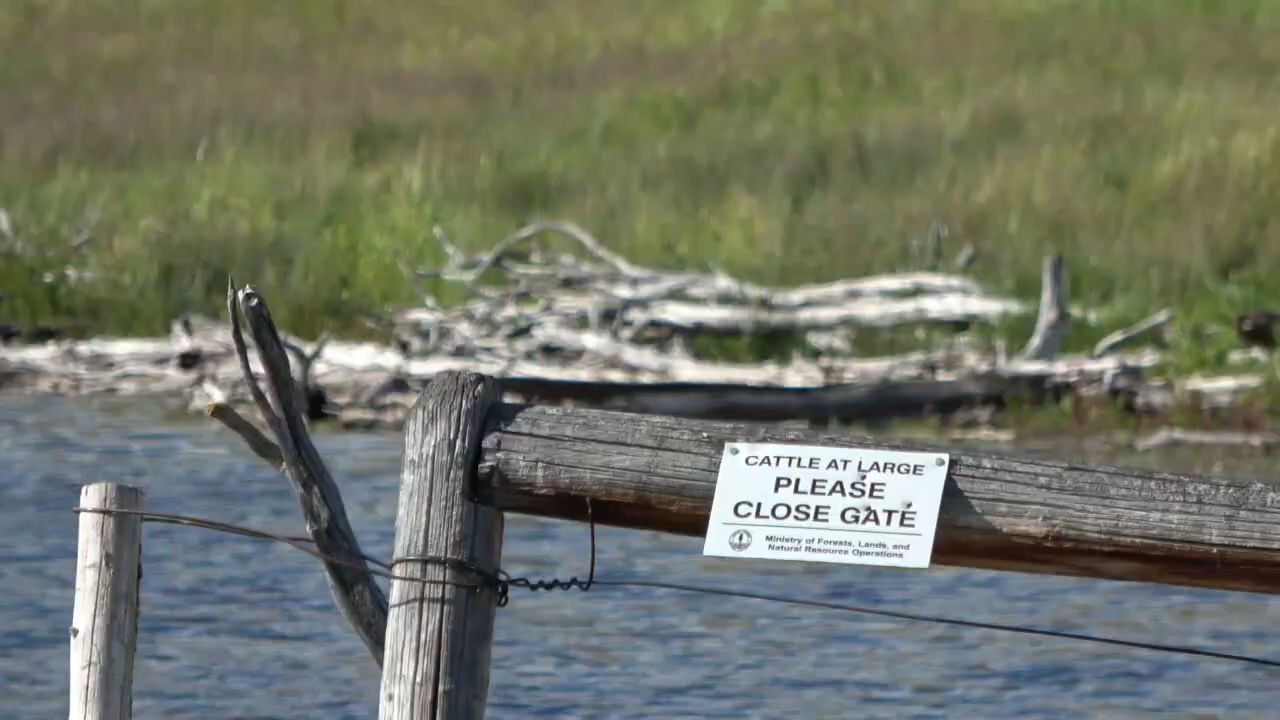 CATTLE AT LARGE
PLEASE
CLOSE GATE
Ministry of Forests, Lands, and
Natural Resource Operations